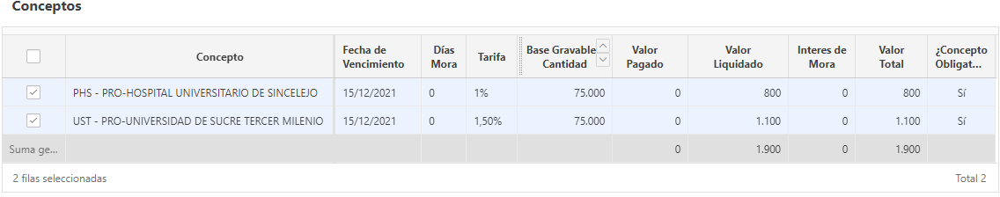 Conceptos
Concepto Fecha de Vencimiento Días Mora Tarifa Base Gravable Cantidad Valor Pagado Valor Liquidado Interes de Mora Valor Total ¿Concepto Obligat...
PHS - PRO-HOSPITAL UNIVERSITARIO DE SINCELEJO 15/12/2021 0 1% 75.000 0 800 0 800 Sí
UST - PRO-UNIVERSIDAD DE SUCRE TERCER MILENIO 15/12/2021 0 1,50% 75.000 0 1.100 0 1.100 Sí
Suma ge... 0 1.900 0 1.900
2 filas seleccionadas Total 2